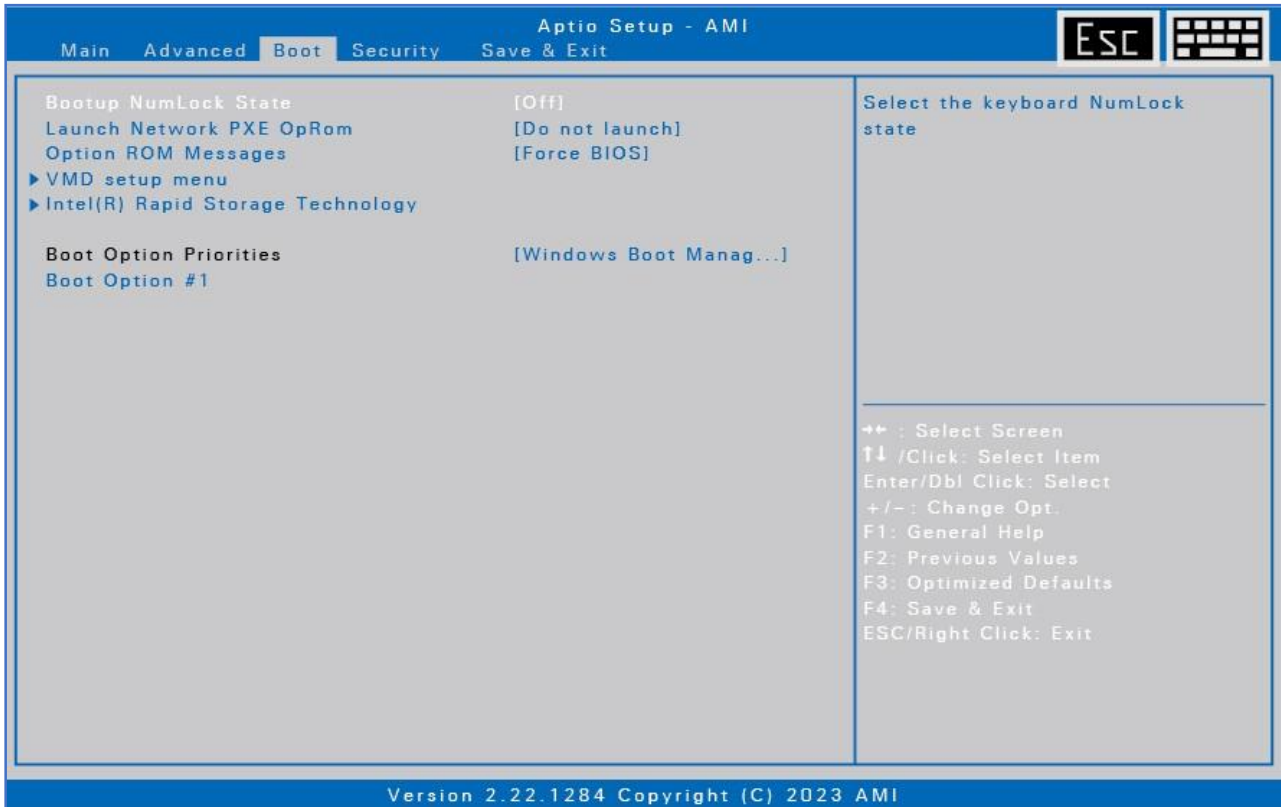 Aptio Setup - AMI
Main Advanced Boot Security Save & Exit
Esc
Bootup NumLock State [Off]
Launch Network PXE OpRom [Do not launch]
Option ROM Messages [Force BIOS]
▶ VMD setup menu
▶ Intel(R) Rapid Storage Technology
Boot Option Priorities [Windows Boot Manag...]
Boot Option #1
Select the keyboard NumLock
state
→← : Select Screen
↑↓ /Click: Select Item
Enter/Dbl Click: Select
+/-: Change Opt.
F1: General Help
F2: Previous Values
F3: Optimized Defaults
F4: Save & Exit
ESC/Right Click: Exit
Version 2.22.1284 Copyright (C) 2023 AMI